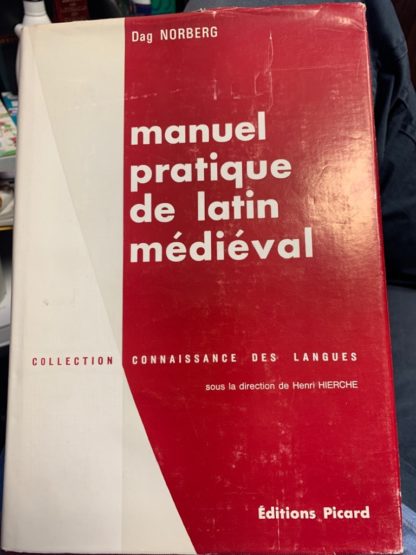 Dag NORBERG
manuel
pratique
de latin
médiéval
COLLECTION CONNAISSANCE DES LANGUES
sous la direction de Henri HIERCHE
Éditions Picard